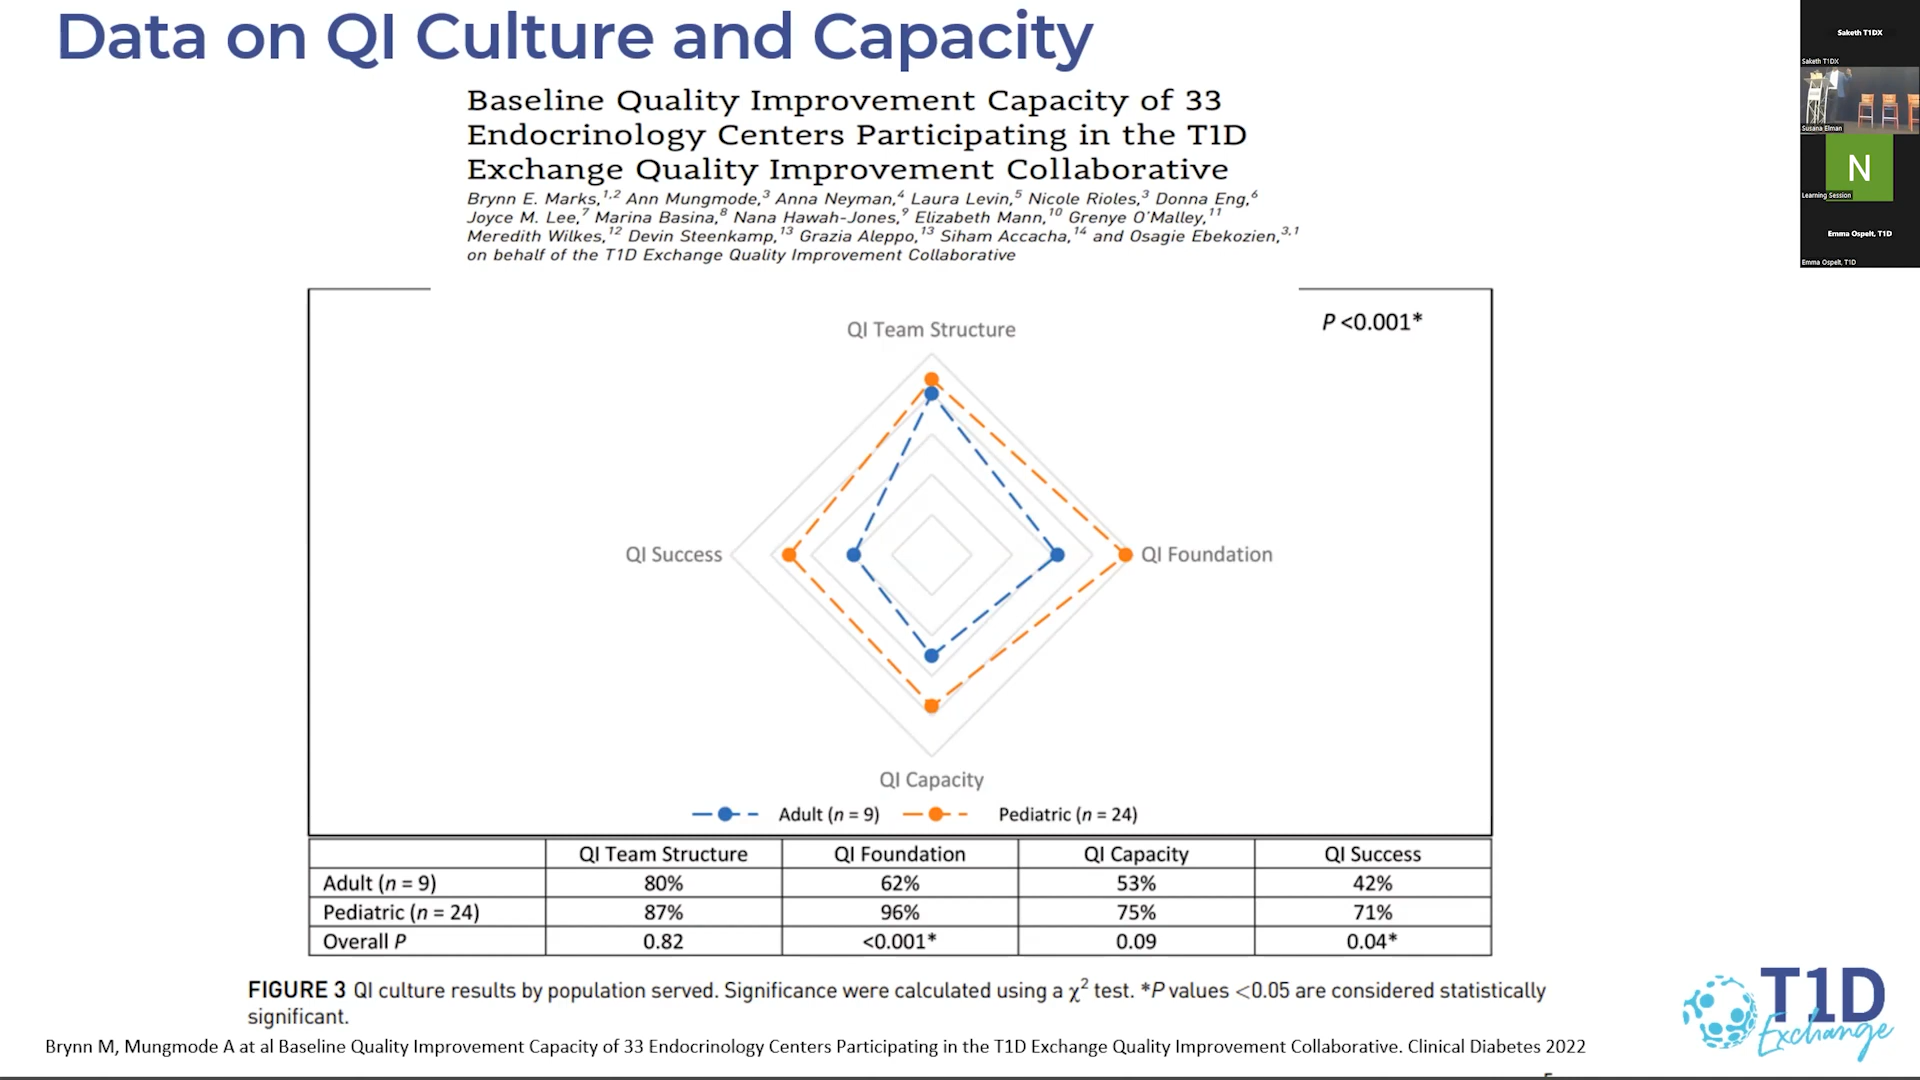 Data on QI Culture and Capacity
Baseline Quality Improvement Capacity of 33
Endocrinology Centers Participating in the T1D
Exchange Quality Improvement Collaborative
Brynn E. Marks,1,2 Ann Mungmode,3 Anna Neyman,4 Laura Levin,5 Nicole Rioles,3 Donna Eng,6
Joyce M. Lee,7 Marina Basina,8 Nana Hawah-Jones,9 Elizabeth Mann,10 Grenye O'Malley,11
Meredith Wilkes,12 Devin Steenkamp,13 Grazia Aleppo,13 Siham Accacha,14 and Osagie Ebekozien,3,1
on behalf of the T1D Exchange Quality Improvement Collaborative
P <0.001*
QI Team Structure
QI Success
QI Foundation
QI Capacity
Adult (n = 9) Pediatric (n = 24)
QI Team Structure QI Foundation QI Capacity QI Success
Adult (n = 9) 80% 62% 53% 42%
Pediatric (n = 24) 87% 96% 75% 71%
Overall P 0.82 <0.001* 0.09 0.04*
FIGURE 3 QI culture results by population served. Significance were calculated using a χ2 test. *P values <0.05 are considered statistically
significant.
Brynn M, Mungmode A at al Baseline Quality Improvement Capacity of 33 Endocrinology Centers Participating in the T1D Exchange Quality Improvement Collaborative. Clinical Diabetes 2022
T1D
Exchange
Saketh T1DX
Saketh T1DX
Susana Elman
N
Learning Session
Emma Ospelt, T1D
Emma Ospelt, T1D